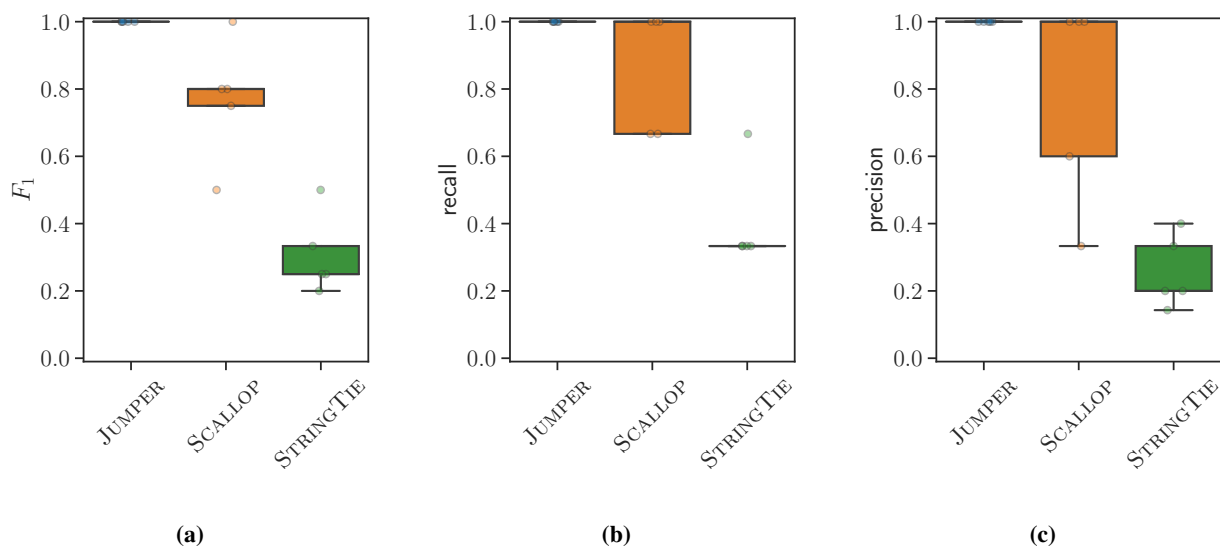 1.0
0.8
0.6
0.4
0.2
0.0
F1
JUMPER
SCALLOP
STRINGTIE
(a)
1.0
0.8
0.6
0.4
0.2
0.0
recall
JUMPER
SCALLOP
STRINGTIE
(b)
1.0
0.8
0.6
0.4
0.2
0.0
precision
JUMPER
SCALLOP
STRINGTIE
(c)